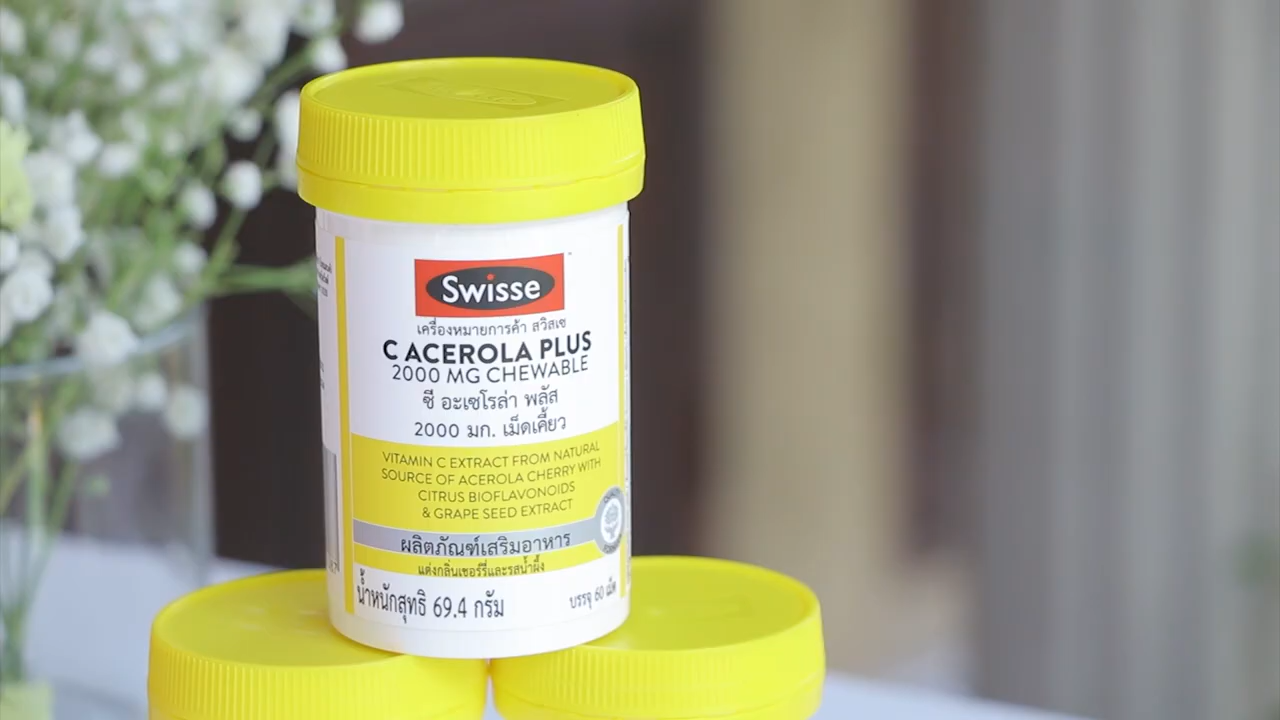 Swisse
เครื่องหมายการค้า สวิสเซ
C ACEROLA PLUS
2000 MG CHEWABLE
ซี อะเซโรล่า พลัส
2000 มก. เม็ดเคี้ยว
VITAMIN C EXTRACT FROM NATURAL
SOURCE OF ACEROLA CHERRY WITH
CITRUS BIOFLAVONOIDS
& GRAPE SEED EXTRACT
ผลิตภัณฑ์เสริมอาหาร
แต่งกลิ่นเชอร์รี่และรสน้ำผึ้ง
น้ำหนักสุทธิ 69.4 กรัม
บรรจุ 60 เม็ด